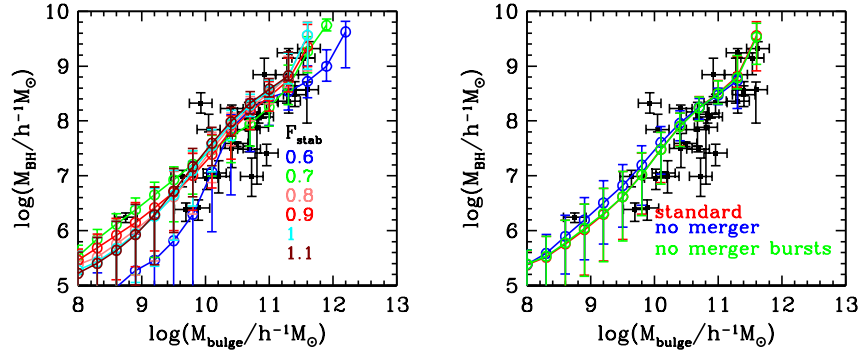 10
9
8
7
6
5
log(M_BH/h⁻¹M_⊙)
F_stab
0.6
0.7
0.8
0.9
1
1.1
8 9 10 11 12 13
log(M_bulge/h⁻¹M_⊙)
10
9
8
7
6
5
log(M_BH/h⁻¹M_⊙)
standard
no merger
no merger bursts
8 9 10 11 12 13
log(M_bulge/h⁻¹M_⊙)